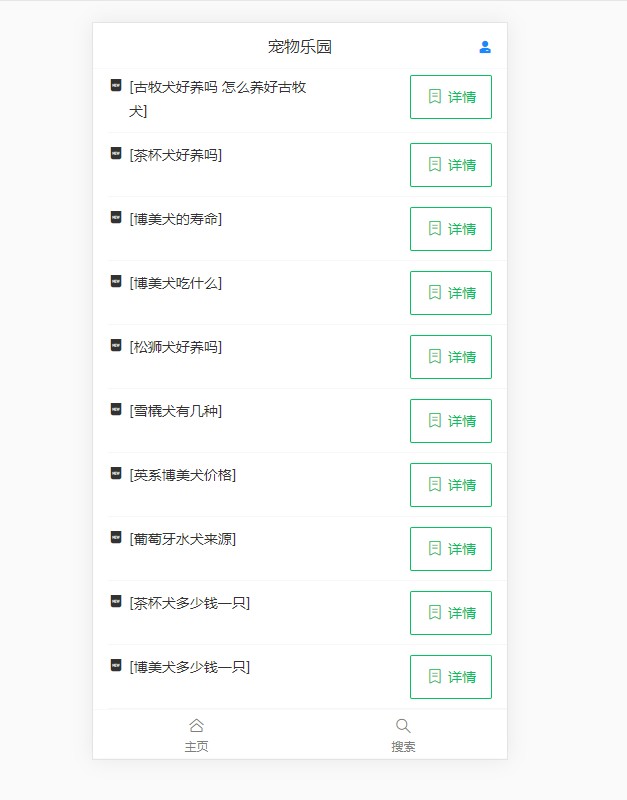 宠物乐园
NEW [古牧犬好养吗 怎么养好古牧
犬]
详情
NEW [茶杯犬好养吗]
详情
NEW [博美犬的寿命]
详情
NEW [博美犬吃什么]
详情
NEW [松狮犬好养吗]
详情
NEW [雪橇犬有几种]
详情
NEW [英系博美犬价格]
详情
NEW [葡萄牙水犬来源]
详情
NEW [茶杯犬多少钱一只]
详情
NEW [博美犬多少钱一只]
详情
主页
搜索